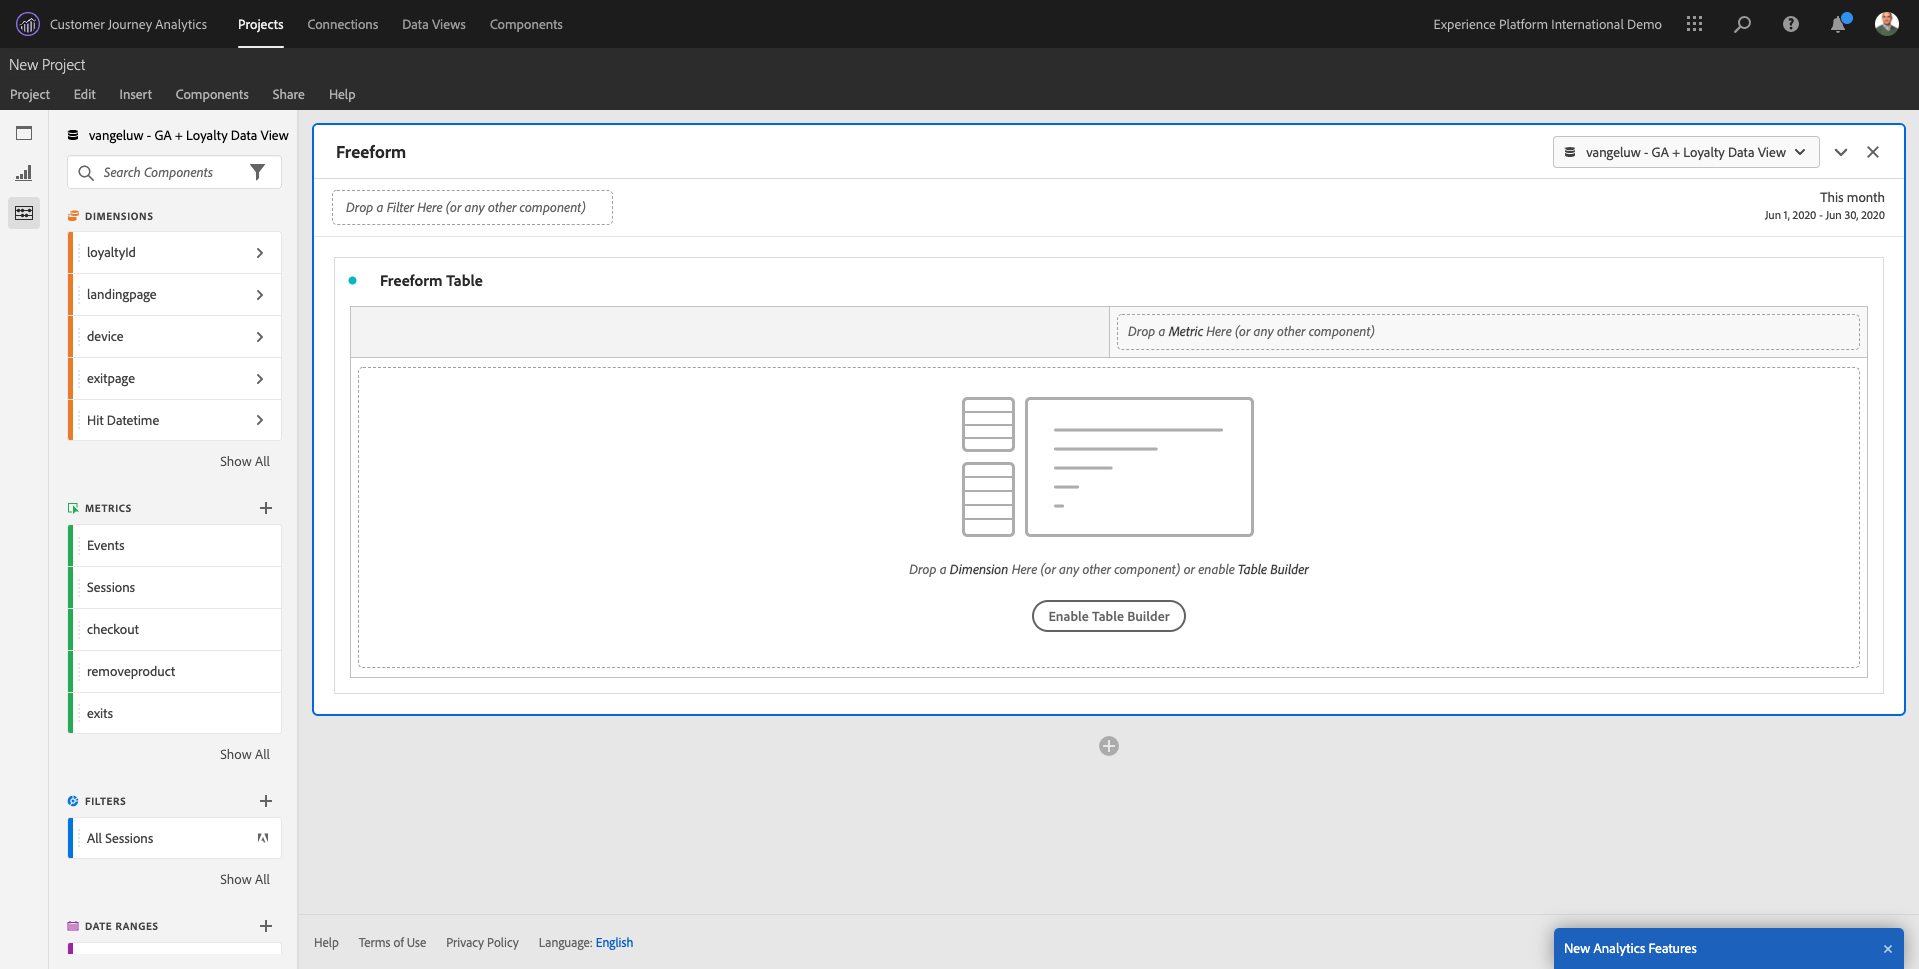 Customer Journey Analytics
Projects
Connections
Data Views
Components
Experience Platform International Demo
New Project
Project
Edit
Insert
Components
Share
Help
vangeluw - GA + Loyalty Data View
Search Components
DIMENSIONS
loyaltyId
landingpage
device
exitpage
Hit Datetime
Show All
METRICS
Events
Sessions
checkout
removeproduct
exits
Show All
FILTERS
All Sessions
Show All
DATE RANGES
Freeform
vangeluw - GA + Loyalty Data View
Drop a Filter Here (or any other component)
This month
Jun 1, 2020 - Jun 30, 2020
Freeform Table
Drop a Metric Here (or any other component)
Drop a Dimension Here (or any other component) or enable Table Builder
Enable Table Builder
Help
Terms of Use
Privacy Policy
Language: English
New Analytics Features